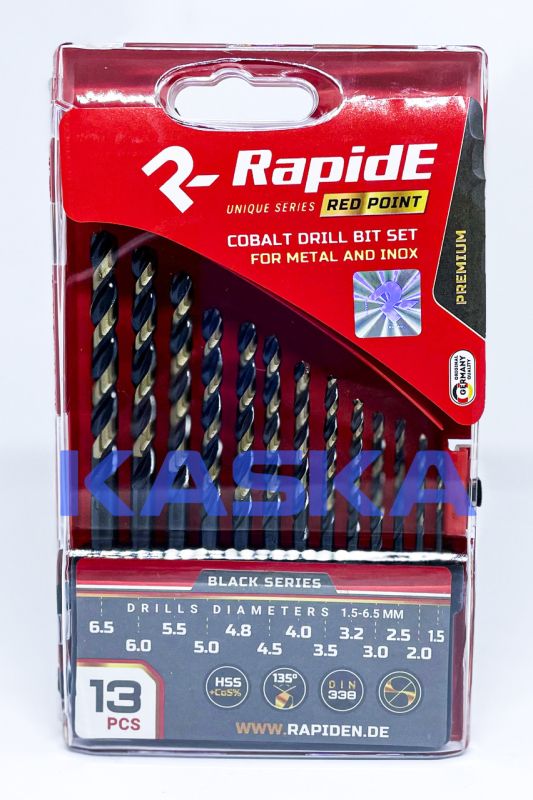 RapidE
UNIQUE SERIES RED POINT
COBALT DRILL BIT SET
FOR METAL AND INOX
PREMIUM
ORIGINAL
GERMANY
QUALITY
KASKA
BLACK SERIES
DRILLS DIAMETERS 1.5-6.5 MM
6.5 5.5 4.8 4.0 3.2 2.5 1.5
6.0 5.0 4.5 3.5 3.0 2.0
HSS
+Co5%
135°
DIN
338
13
PCS
WWW.RAPIDEN.DE